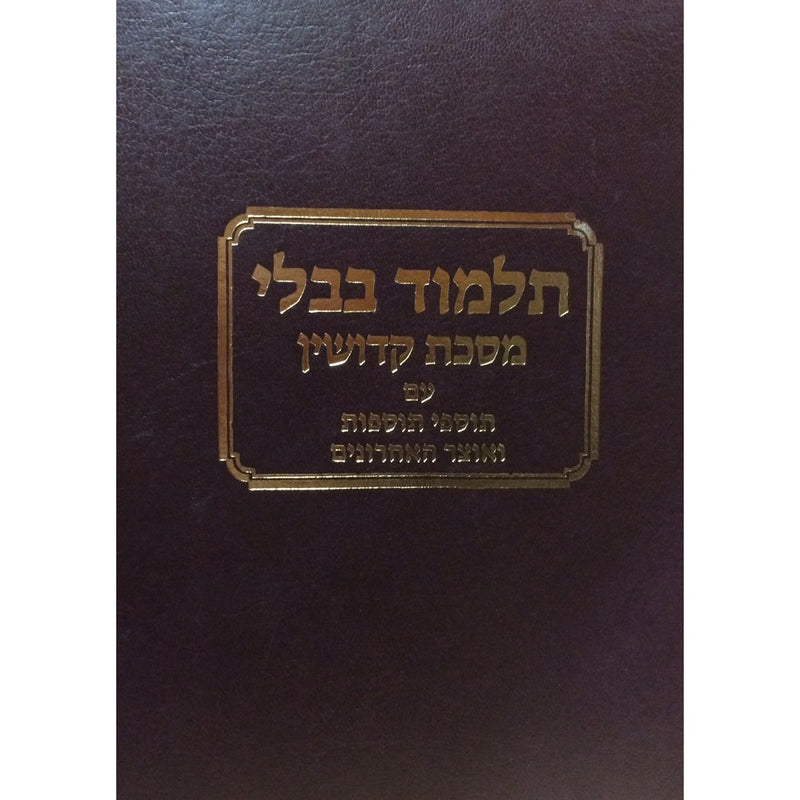 תלמוד בבלי
מסכת קדושין
עם
תוספי תוספות
ואוצר האחרונים